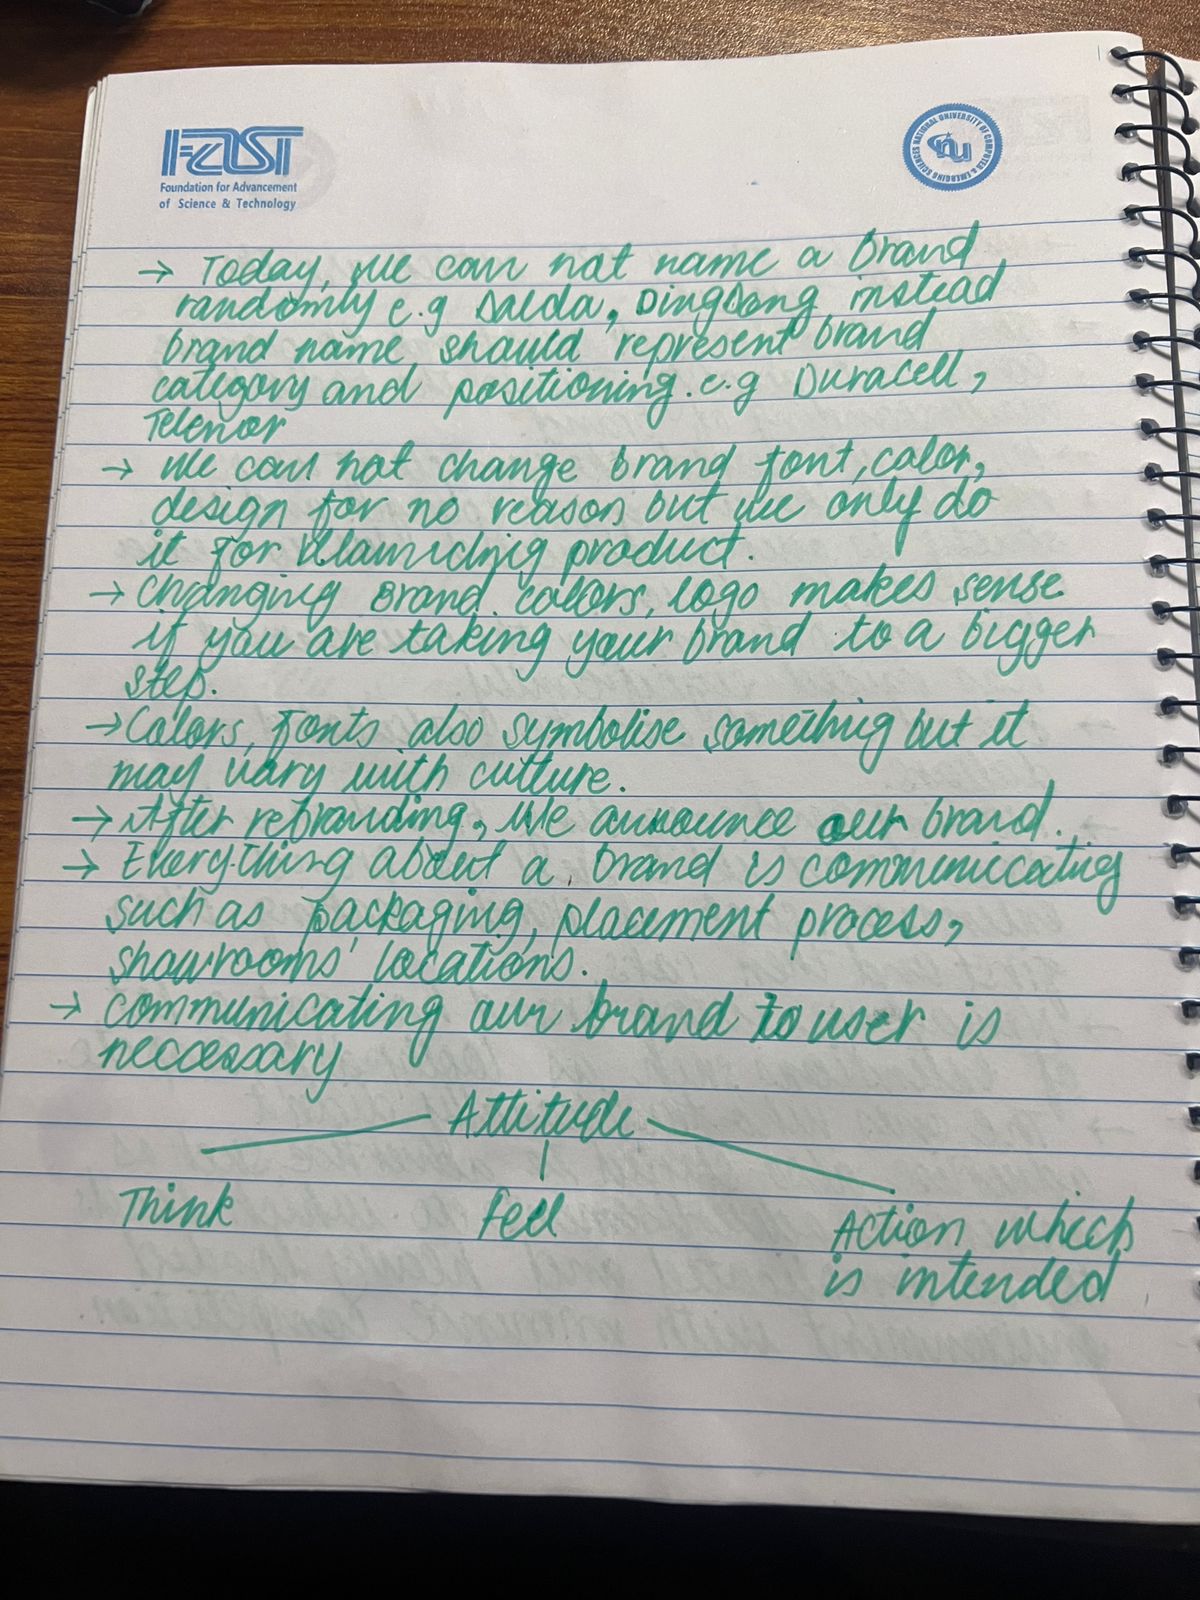 FAST
Foundation for Advancement
of Science & Technology
NATIONAL UNIVERSITY OF COMPUTER & EMERGING SCIENCES
nu
→ Today, we can not name a brand
randomly e.g Dalda, DingDong instead
brand name should represent brand
category and positioning. e.g Duracell,
Telenor
→ We can not change brand font, color,
design for no reason but we only do
it for product.
→ Changing Brand colors, logo makes sense
if you are taking your brand to a bigger
step.
→ Colors, fonts also symbolise something but it
may vary with culture.
→ After rebranding, We announce our brand.
→ Everything about a brand is communiccating
such as packaging, placement process,
showrooms' locations.
→ communicating our brand to user is
neccessary
Attitude
Think Feel Action which
is intended